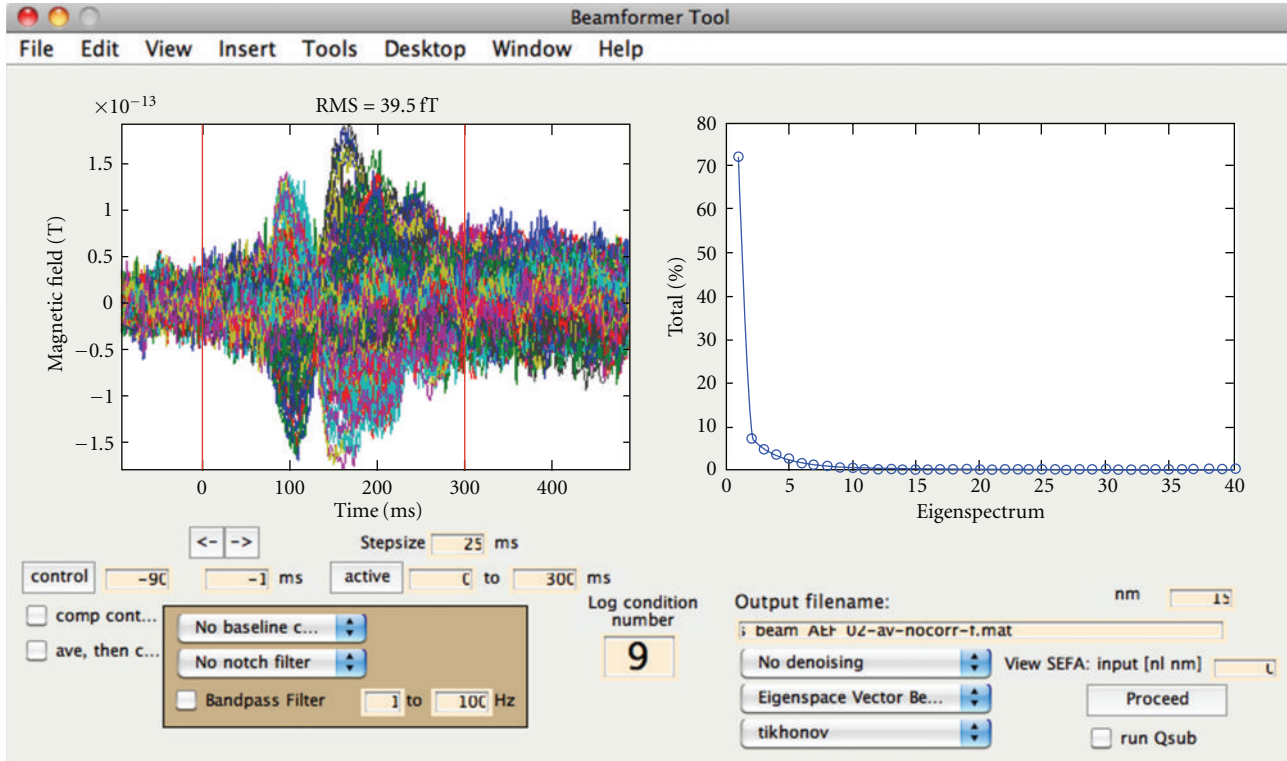 Beamformer Tool
File Edit View Insert Tools Desktop Window Help
×10−13
RMS = 39.5 fT
Magnetic field (T)
1.5
1
0.5
0
−0.5
−1
−1.5
0 100 200 300 400
Time (ms)
Total (%)
80
70
60
50
40
30
20
10
0
0 5 10 15 20 25 30 35 40
Eigenspectrum
<- ->
Stepsize 25 ms
control −90 −1 ms active 0 to 300 ms
comp cont...
ave, then c...
No baseline c...
No notch filter
Bandpass Filter 1 to 100 Hz
Log condition
number
9
Output filename:
nm 15
beam_AEF_02-av-nocorr-f.mat
No denoising
View SEFA: input [nl nm] 0
Eigenspace Vector Be...
Proceed
tikhonov
run Qsub